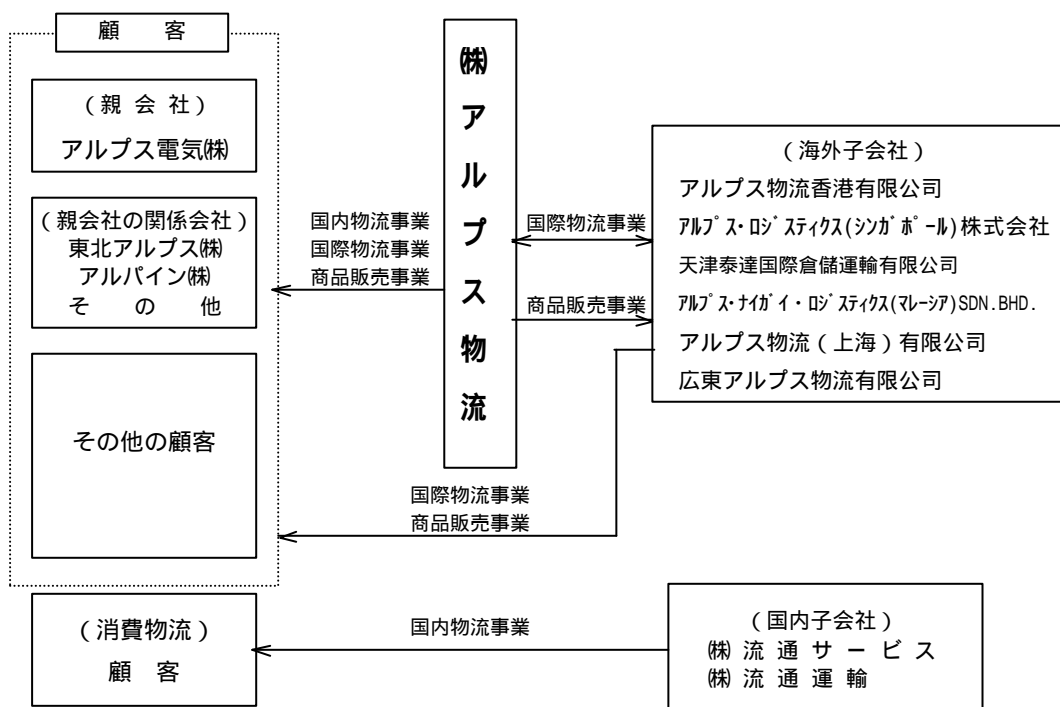 顧　客
（親 会 社）
アルプス電気㈱
（親会社の関係会社）
東北アルプス㈱
アルパイン㈱
そ　の　他
その他の顧客
（消費物流）
顧　客
国内物流事業
国際物流事業
商品販売事業
㈱アルプス物流
国際物流事業
商品販売事業
（海外子会社）
アルプス物流香港有限公司
ｱﾙﾌﾟｽ･ﾛｼﾞｽﾃｨｸｽ(ｼﾝｶﾞﾎﾟｰﾙ)株式会社
天津泰達国際倉儲運輸有限公司
ｱﾙﾌﾟｽ･ﾅｲｶﾞｲ･ﾛｼﾞｽﾃｨｸｽ(ﾏﾚｰｼｱ)SDN.BHD.
アルプス物流（上海）有限公司
広東アルプス物流有限公司
国際物流事業
商品販売事業
国内物流事業
（国内子会社）
㈱ 流 通 サ ー ビ ス
㈱ 流 通 運 輸